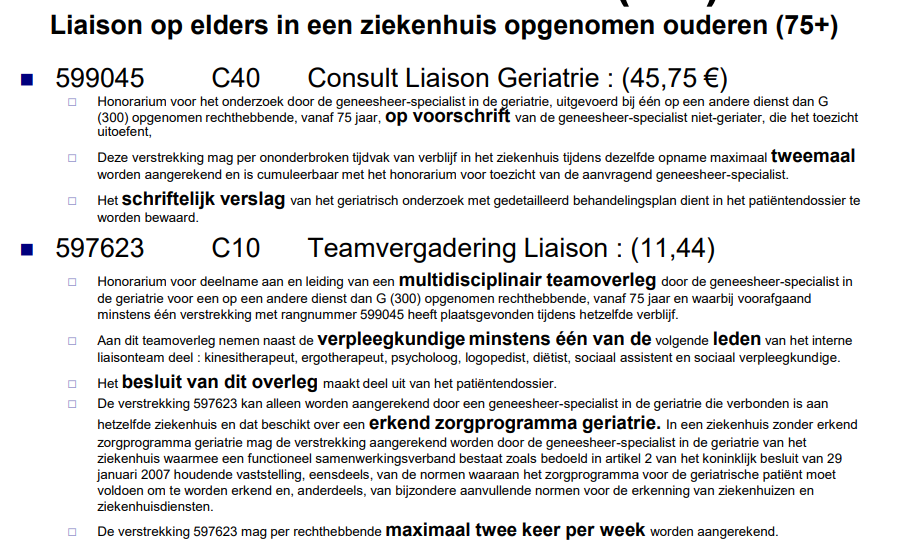 Liaison op elders in een ziekenhuis opgenomen ouderen (75+)
599045 C40 Consult Liaison Geriatrie : (45,75 €)
Honorarium voor het onderzoek door de geneesheer-specialist in de geriatrie, uitgevoerd bij één op een andere dienst dan G
(300) opgenomen rechthebbende, vanaf 75 jaar, op voorschrift van de geneesheer-specialist niet-geriater, die het toezicht
uitoefent,
Deze verstrekking mag per ononderbroken tijdvak van verblijf in het ziekenhuis tijdens dezelfde opname maximaal tweemaal
worden aangerekend en is cumuleerbaar met het honorarium voor toezicht van de aanvragend geneesheer-specialist.
Het schriftelijk verslag van het geriatrisch onderzoek met gedetailleerd behandelingsplan dient in het patiëntendossier te
worden bewaard.
597623 C10 Teamvergadering Liaison : (11,44)
Honorarium voor deelname aan en leiding van een multidisciplinair teamoverleg door de geneesheer-specialist in
de geriatrie voor een op een andere dienst dan G (300) opgenomen rechthebbende, vanaf 75 jaar en waarbij voorafgaand
minstens één verstrekking met rangnummer 599045 heeft plaatsgevonden tijdens hetzelfde verblijf.
Aan dit teamoverleg nemen naast de verpleegkundige minstens één van de volgende leden van het interne
liaisonteam deel : kinesitherapeut, ergotherapeut, psycholoog, logopedist, diëtist, sociaal assistent en sociaal verpleegkundige.
Het besluit van dit overleg maakt deel uit van het patiëntendossier.
De verstrekking 597623 kan alleen worden aangerekend door een geneesheer-specialist in de geriatrie die verbonden is aan
hetzelfde ziekenhuis en dat beschikt over een erkend zorgprogramma geriatrie. In een ziekenhuis zonder erkend
zorgprogramma geriatrie mag de verstrekking aangerekend worden door de geneesheer-specialist in de geriatrie van het
ziekenhuis waarmee een functioneel samenwerkingsverband bestaat zoals bedoeld in artikel 2 van het koninklijk besluit van 29
januari 2007 houdende vaststelling, eensdeels, van de normen waaraan het zorgprogramma voor de geriatrische patiënt moet
voldoen om te worden erkend en, anderdeels, van bijzondere aanvullende normen voor de erkenning van ziekenhuizen en
ziekenhuisdiensten.
De verstrekking 597623 mag per rechthebbende maximaal twee keer per week worden aangerekend.